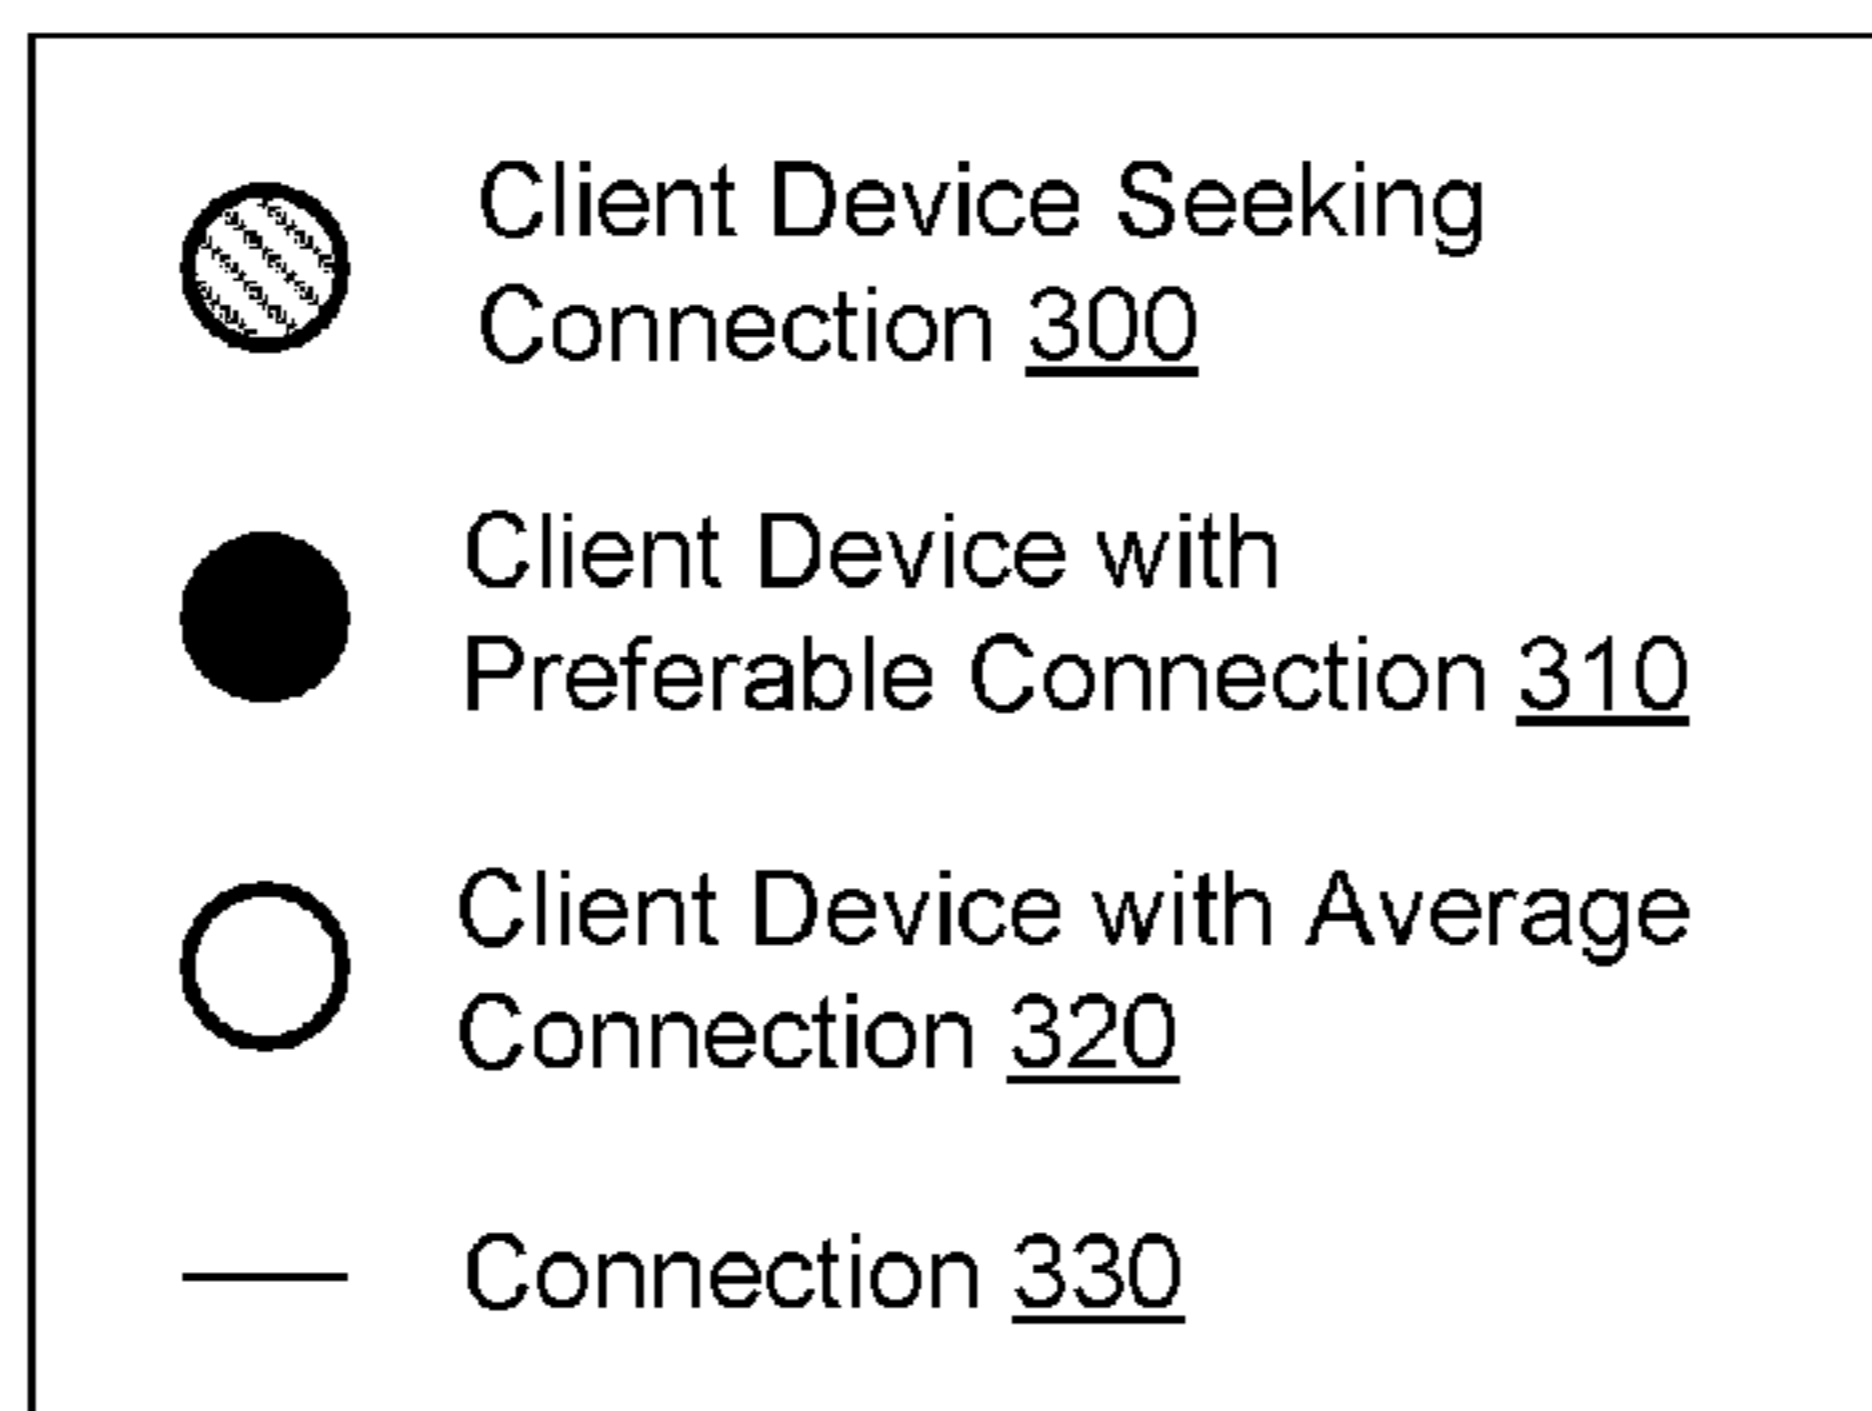 Client Device Seeking
Connection 300
Client Device with
Preferable Connection 310
Client Device with Average
Connection 320
Connection 330